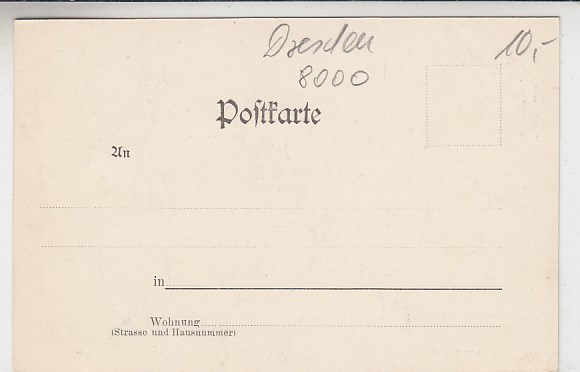 Dresden 10,-
8000
Poſtkarte
An
in
Wohnung
(Strasse und Hausnummer)